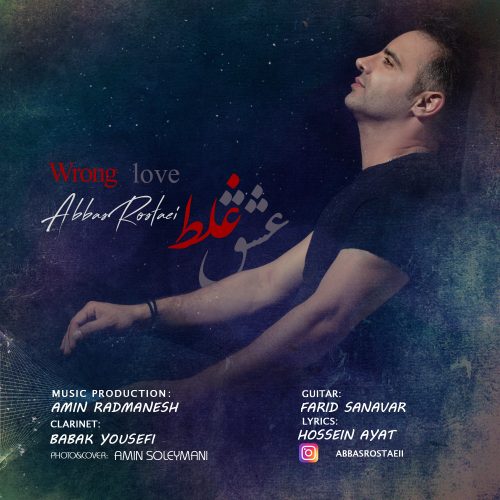 Wrong love
عشق غلط
Abbas Rostaei
MUSIC PRODUCTION:
AMIN RADMANESH
CLARINET:
BABAK YOUSEFI
PHOTO&COVER: AMIN SOLEYMANI
GUITAR:
FARID SANAVAR
LYRICS:
HOSSEIN AYAT
ABBASROSTAEII